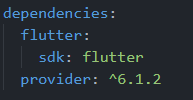 dependencies:
  flutter:
    sdk: flutter
  provider: ^6.1.2